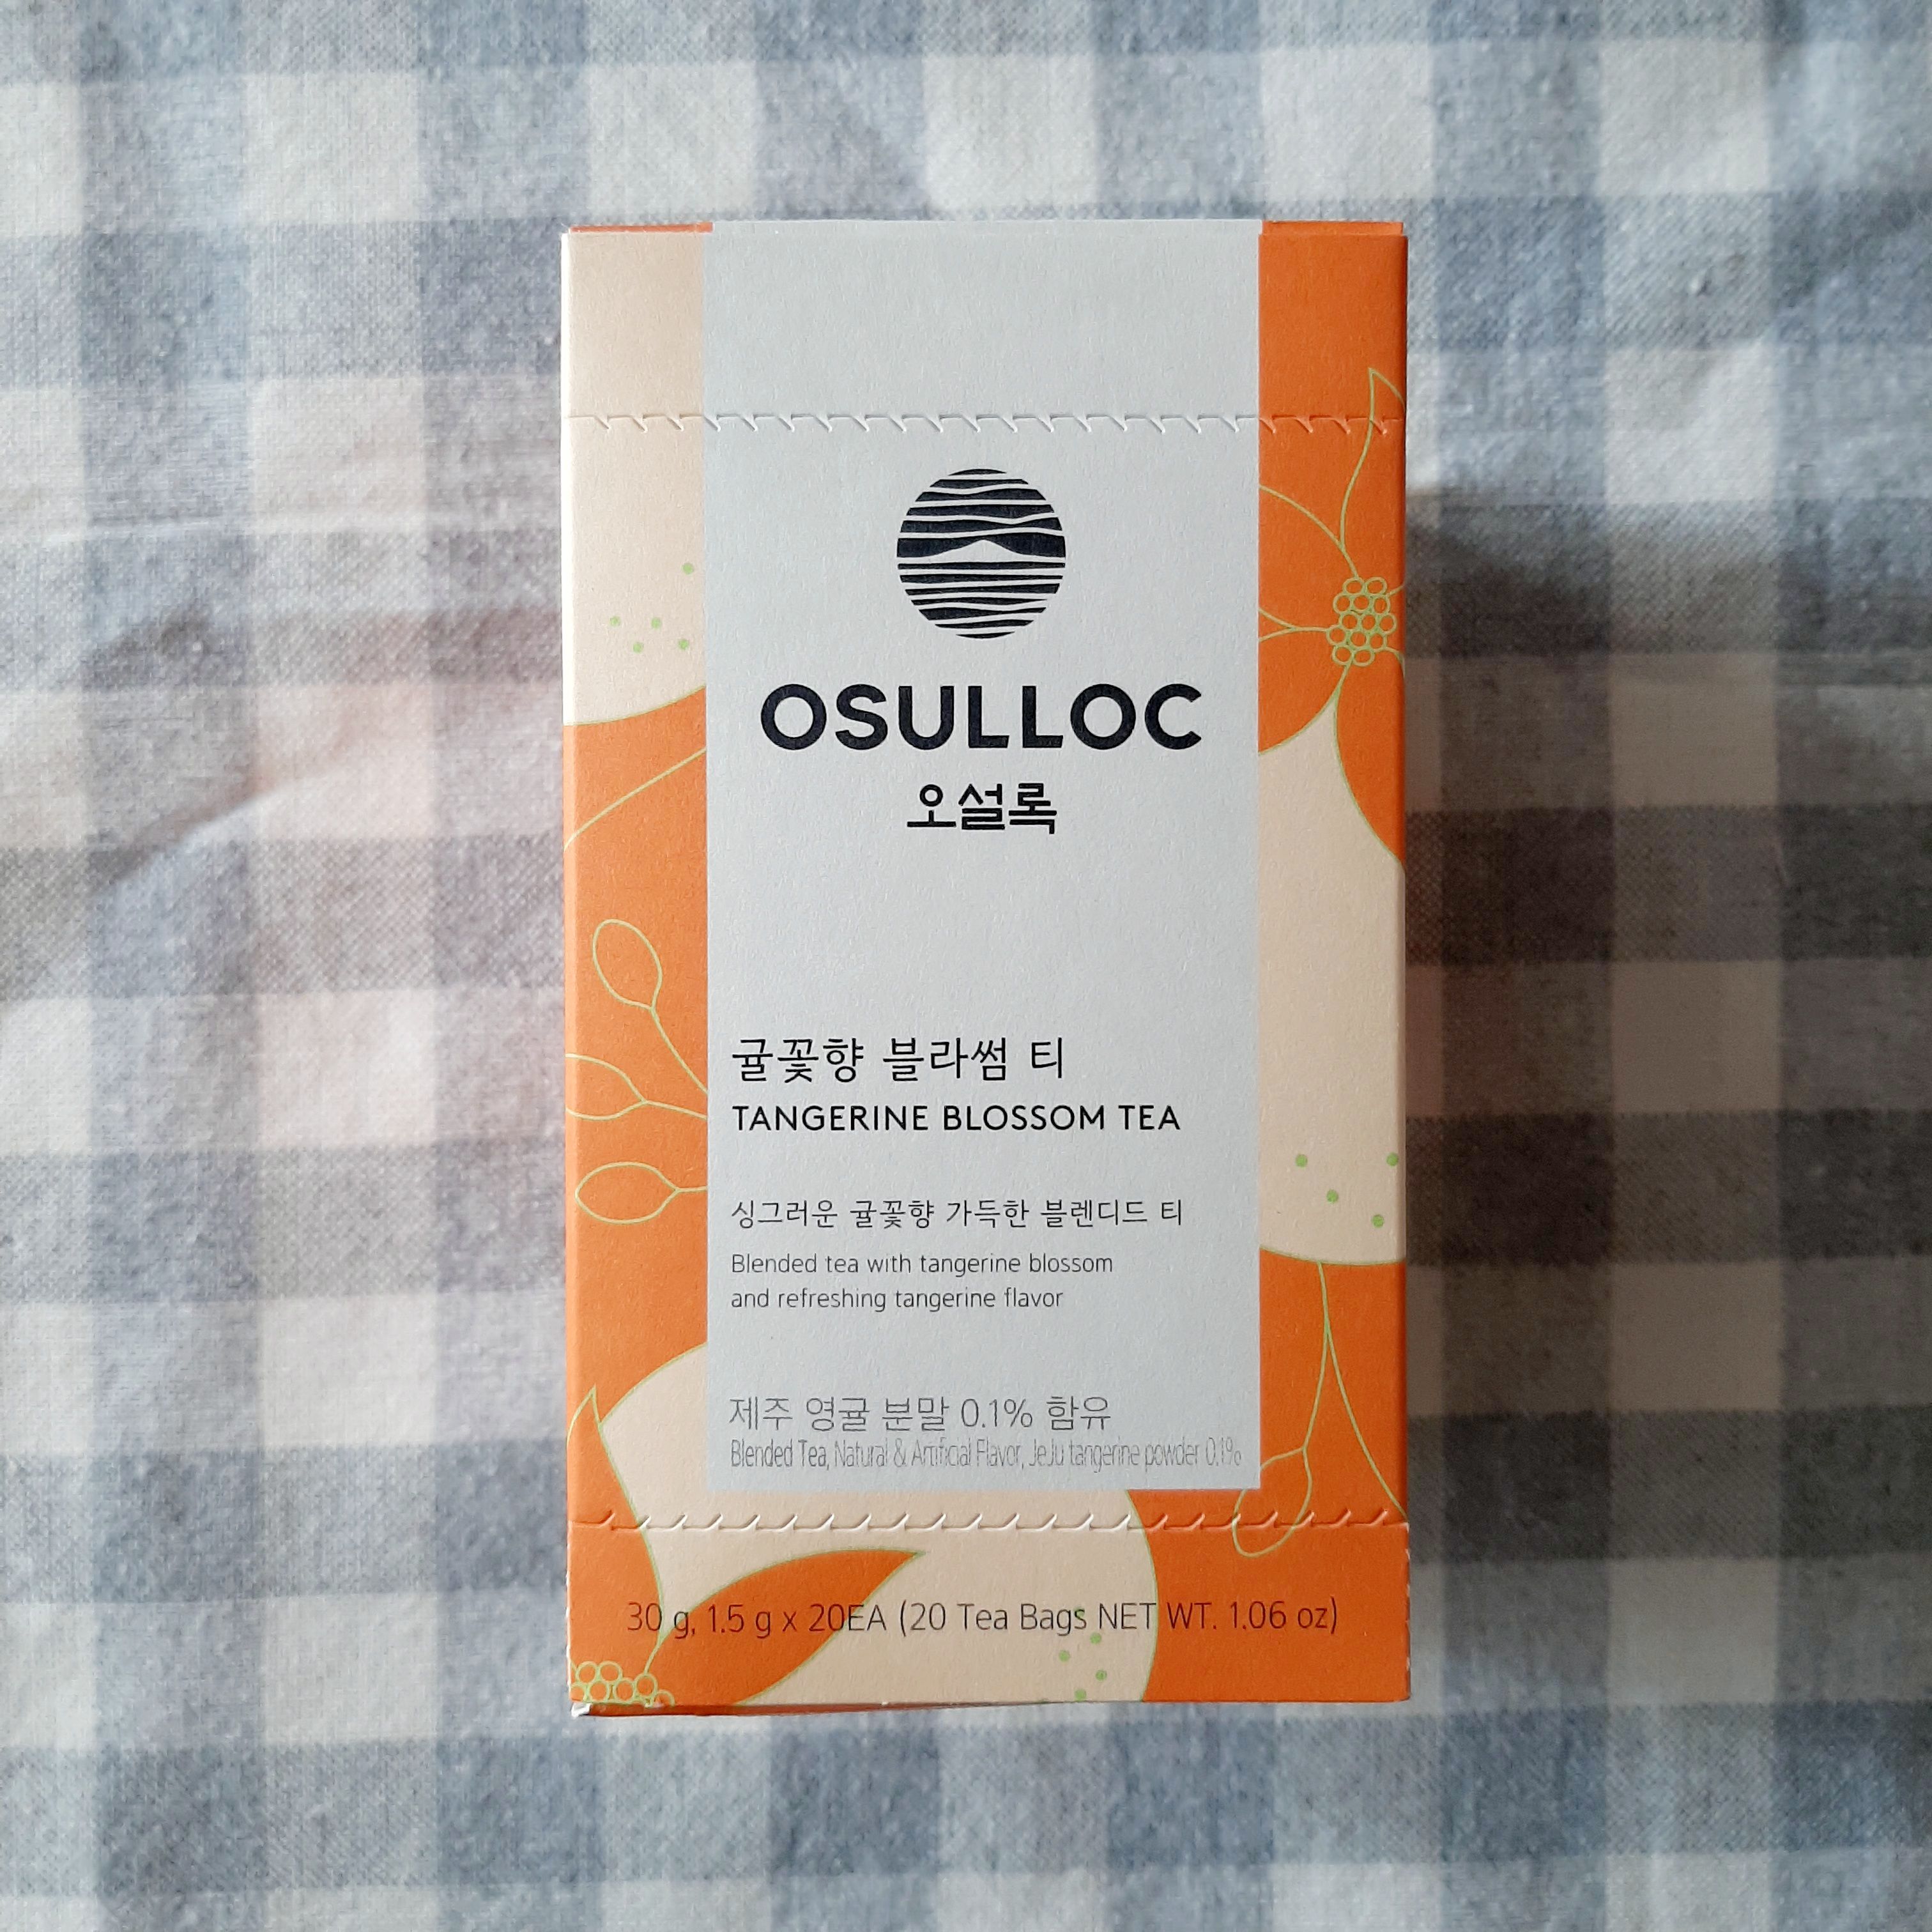 OSULLOC
오설록
귤꽃향 블라썸 티
TANGERINE BLOSSOM TEA
싱그러운 귤꽃향 가득한 블렌디드 티
Blended tea with tangerine blossom
and refreshing tangerine flavor
제주 영귤 분말 0.1% 함유
Blended Tea, Natural & Artificial Flavor, JeJu tangerine powder 0.1%
30 g, 1.5 g x 20EA (20 Tea Bags NET WT. 1.06 oz)